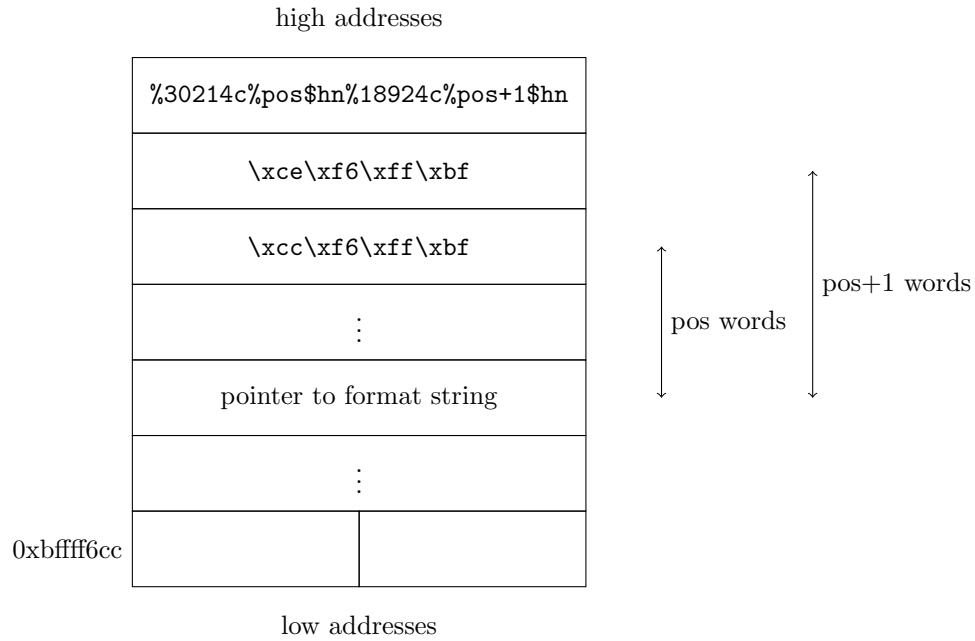 high addresses
%30214c%pos$hn%18924c%pos+1$hn
\xce\xf6\xff\xbf
\xcc\xf6\xff\xbf
pos+1 words
pos words
⋮
pointer to format string
⋮
0xbffff6cc
low addresses